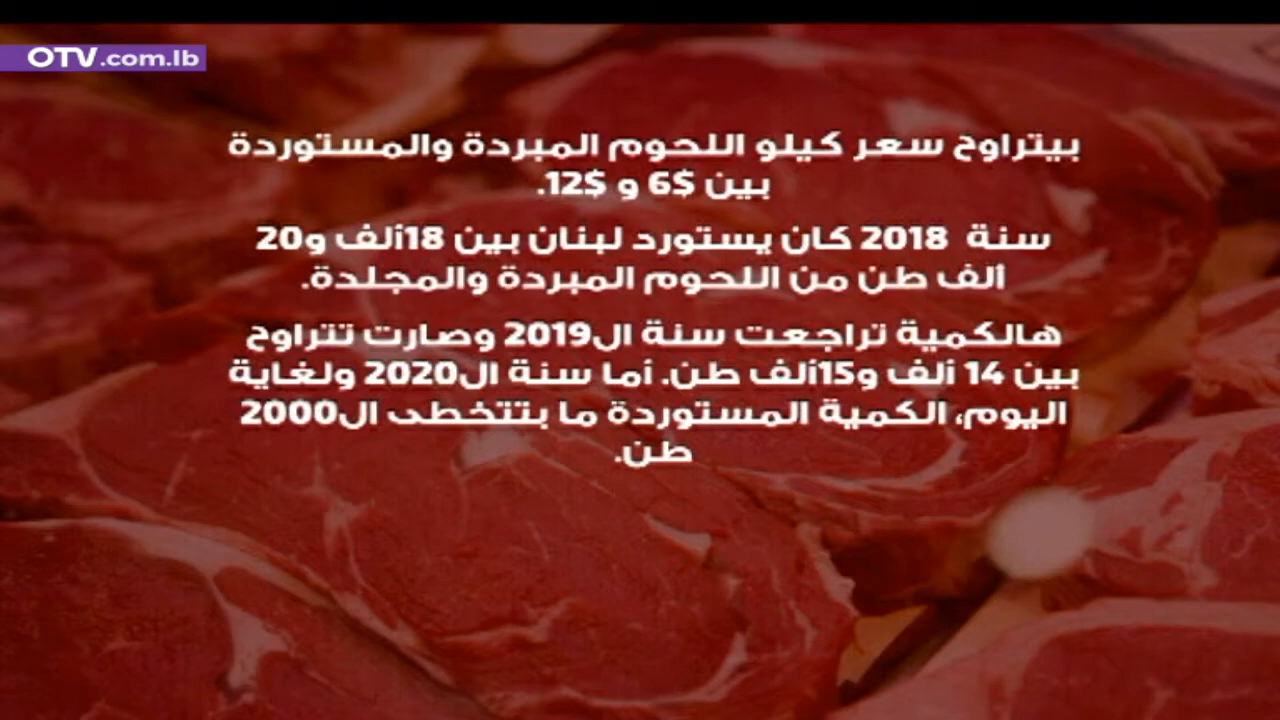 OTV.com.lb
بيتراوح سعر كيلو اللحوم المبردة والمستوردة
بين 6$ و 12$.
سنة 2018 كان يستورد لبنان بين 18ألف و20
ألف طن من اللحوم المبردة والمجلدة.
هالكمية تراجعت سنة ال2019 وصارت تتراوح
بين 14 ألف و15ألف طن. أما سنة ال2020 ولغاية
اليوم، الكمية المستوردة ما بتتخطى ال2000
طن.